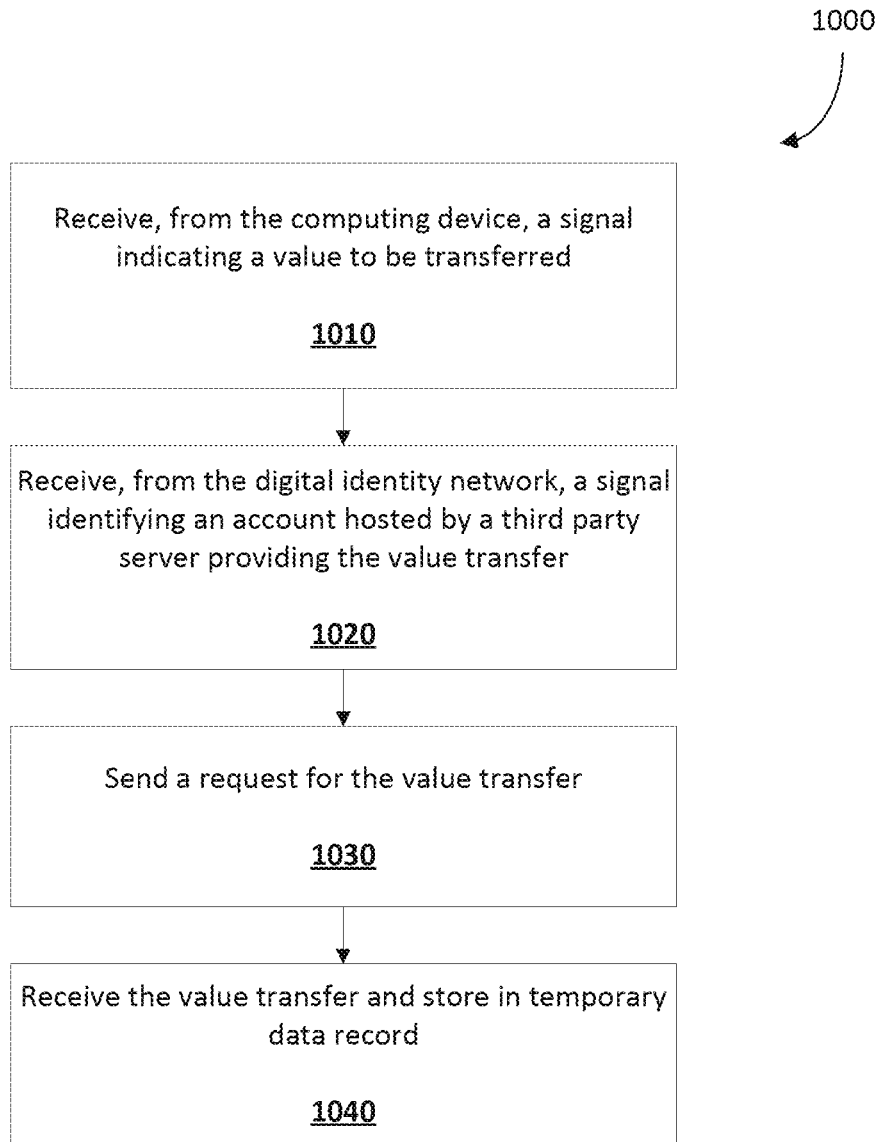 1000
Receive, from the computing device, a signal
indicating a value to be transferred
1010
Receive, from the digital identity network, a signal
identifying an account hosted by a third party
server providing the value transfer
1020
Send a request for the value transfer
1030
Receive the value transfer and store in temporary
data record
1040